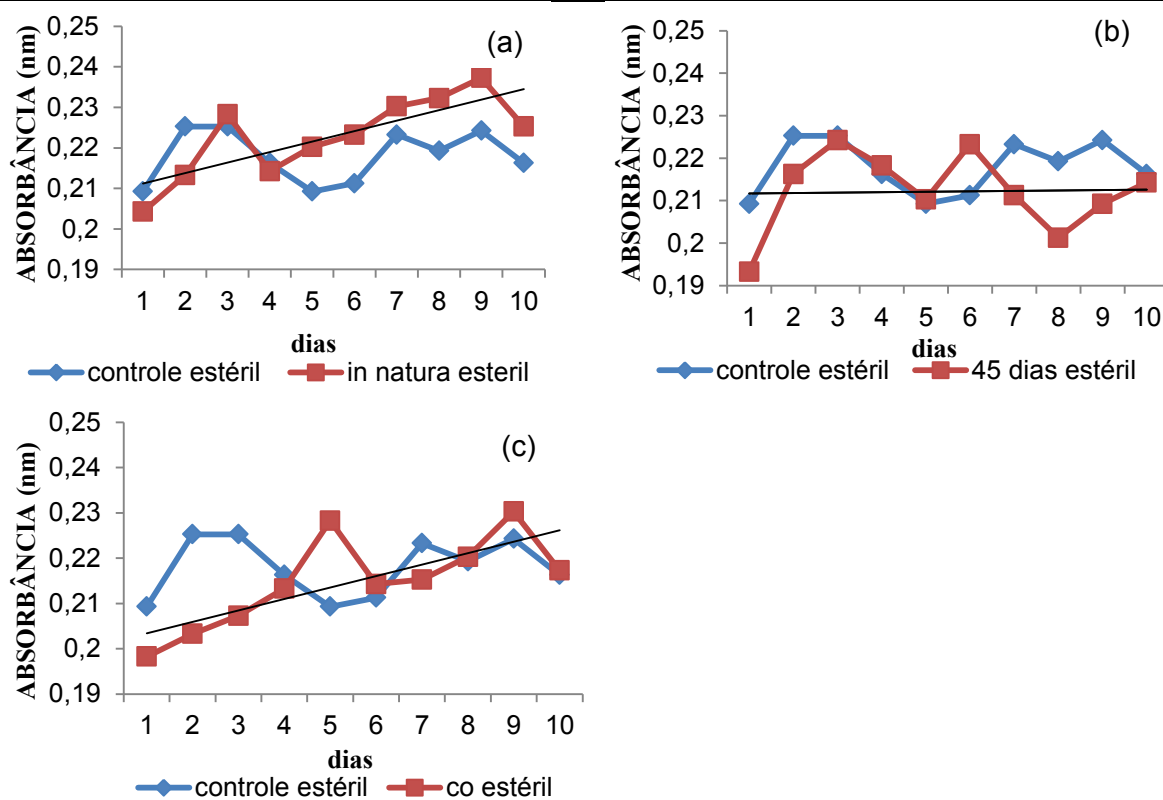 (a)
ABSORBÂNCIA (nm)
0,25
0,24
0,23
0,22
0,21
0,2
0,19
1 2 3 4 5 6 7 8 9 10
dias
controle estéril in natura esteril
(b)
ABSORBÂNCIA (nm)
0,25
0,24
0,23
0,22
0,21
0,2
0,19
1 2 3 4 5 6 7 8 9 10
dias
controle estéril 45 dias estéril
(c)
ABSORBÂNCIA (nm)
0,25
0,24
0,23
0,22
0,21
0,2
0,19
1 2 3 4 5 6 7 8 9 10
dias
controle estéril co estéril